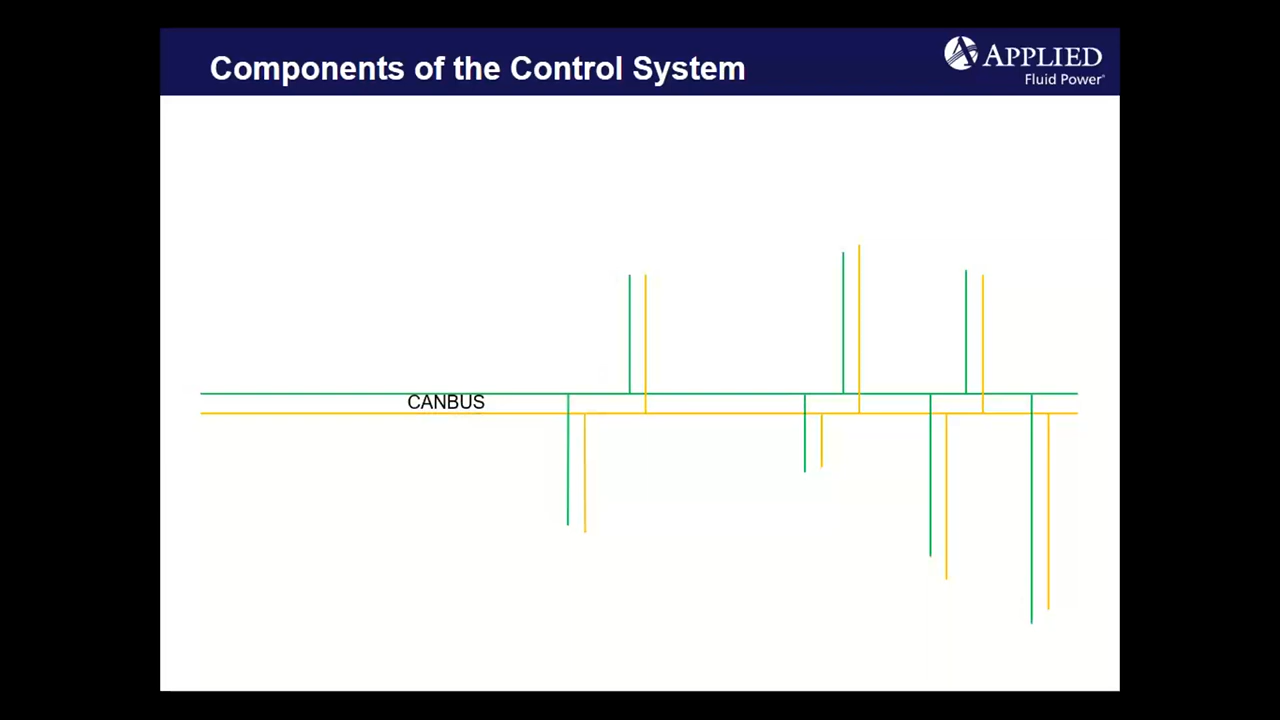 Components of the Control System
APPLIED
Fluid Power
CANBUS